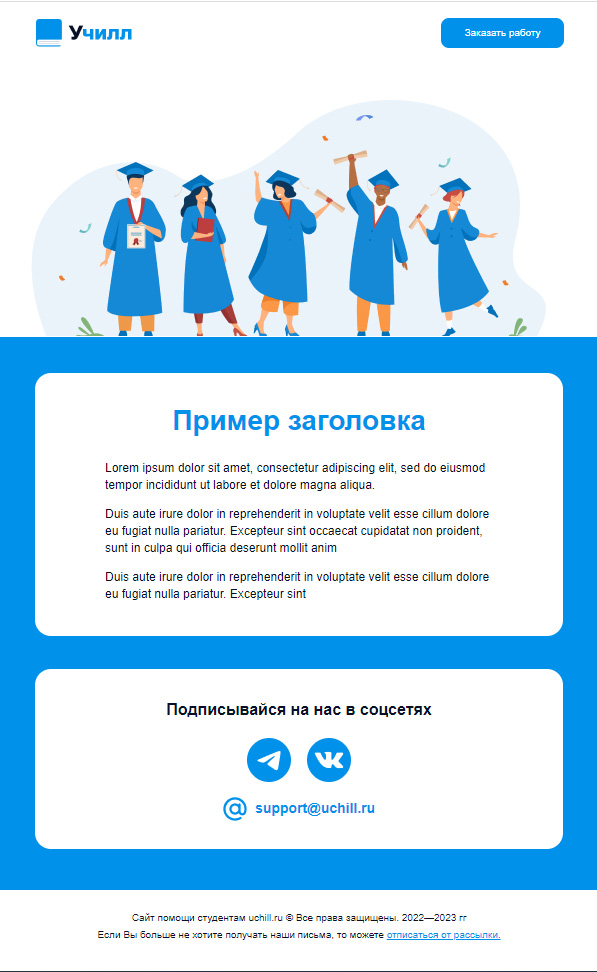 Училл
Заказать работу
Пример заголовка
Lorem ipsum dolor sit amet, consectetur adipiscing elit, sed do eiusmod
tempor incididunt ut labore et dolore magna aliqua.
Duis aute irure dolor in reprehenderit in voluptate velit esse cillum dolore
eu fugiat nulla pariatur. Excepteur sint occaecat cupidatat non proident,
sunt in culpa qui officia deserunt mollit anim
Duis aute irure dolor in reprehenderit in voluptate velit esse cillum dolore
eu fugiat nulla pariatur. Excepteur sint
Подписывайся на нас в соцсетях
support@uchill.ru
Сайт помощи студентам uchill.ru © Все права защищены. 2022—2023 гг
Если Вы больше не хотите получать наши письма, то можете отписаться от рассылки.